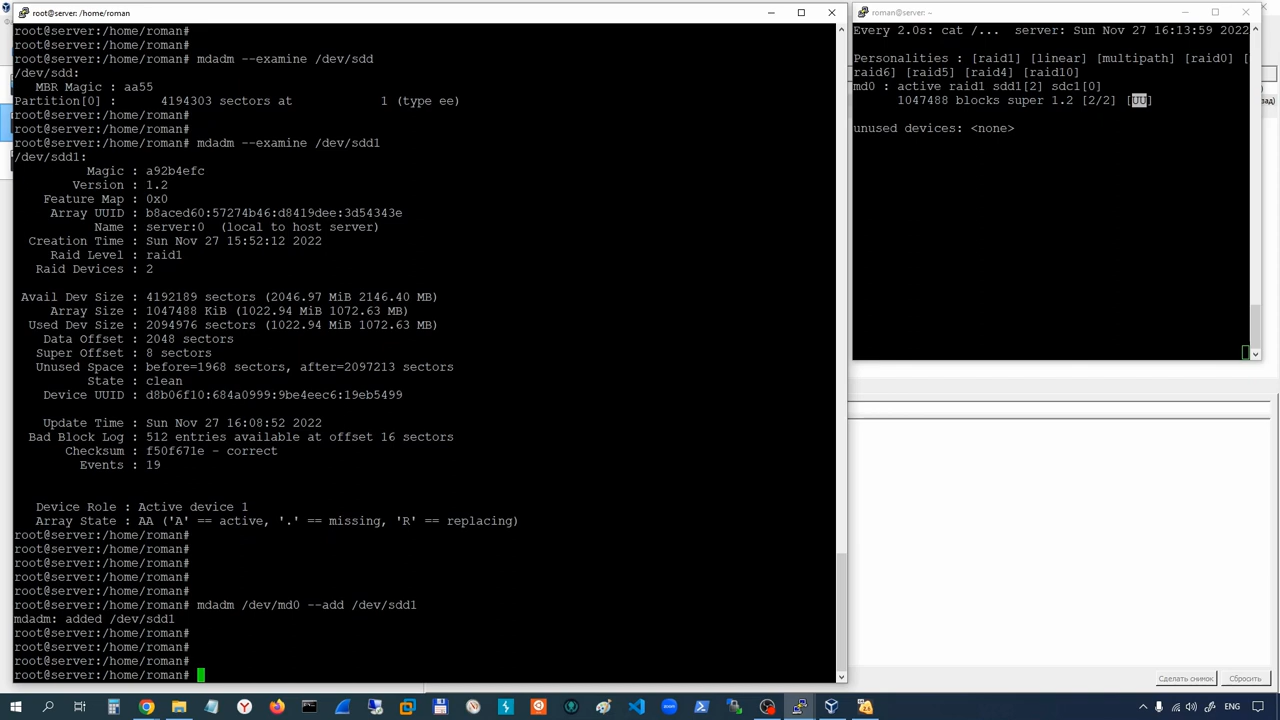 root@server:/home/roman
root@server:/home/roman#
root@server:/home/roman#
root@server:/home/roman# mdadm --examine /dev/sdd
/dev/sdd:
MBR Magic : aa55
Partition[0] : 4194303 sectors at 1 (type ee)
root@server:/home/roman#
root@server:/home/roman#
root@server:/home/roman# mdadm --examine /dev/sdd1
/dev/sdd1:
Magic : a92b4efc
Version : 1.2
Feature Map : 0x0
Array UUID : b8aced60:57274b46:d8419dee:3d54343e
Name : server:0 (local to host server)
Creation Time : Sun Nov 27 15:52:12 2022
Raid Level : raid1
Raid Devices : 2
Avail Dev Size : 4192189 sectors (2046.97 MiB 2146.40 MB)
Array Size : 1047488 KiB (1022.94 MiB 1072.63 MB)
Used Dev Size : 2094976 sectors (1022.94 MiB 1072.63 MB)
Data Offset : 2048 sectors
Super Offset : 8 sectors
Unused Space : before=1968 sectors, after=2097213 sectors
State : clean
Device UUID : d8b06f10:684a0999:9be4eec6:19eb5499
Update Time : Sun Nov 27 16:08:52 2022
Bad Block Log : 512 entries available at offset 16 sectors
Checksum : f50f671e - correct
Events : 19
Device Role : Active device 1
Array State : AA ('A' == active, '.' == missing, 'R' == replacing)
root@server:/home/roman#
root@server:/home/roman#
root@server:/home/roman#
root@server:/home/roman#
root@server:/home/roman#
root@server:/home/roman# mdadm /dev/md0 --add /dev/sdd1
mdadm: added /dev/sdd1
root@server:/home/roman#
root@server:/home/roman#
root@server:/home/roman#
root@server:/home/roman#
roman@server: ~
Every 2.0s: cat /... server: Sun Nov 27 16:13:59 2022
Personalities : [raid1] [linear] [multipath] [raid0] [
raid6] [raid5] [raid4] [raid10]
md0 : active raid1 sdd1[2] sdc1[0]
1047488 blocks super 1.2 [2/2] [UU]
unused devices: <none>
Сделать снимок
Сбросить
ENG